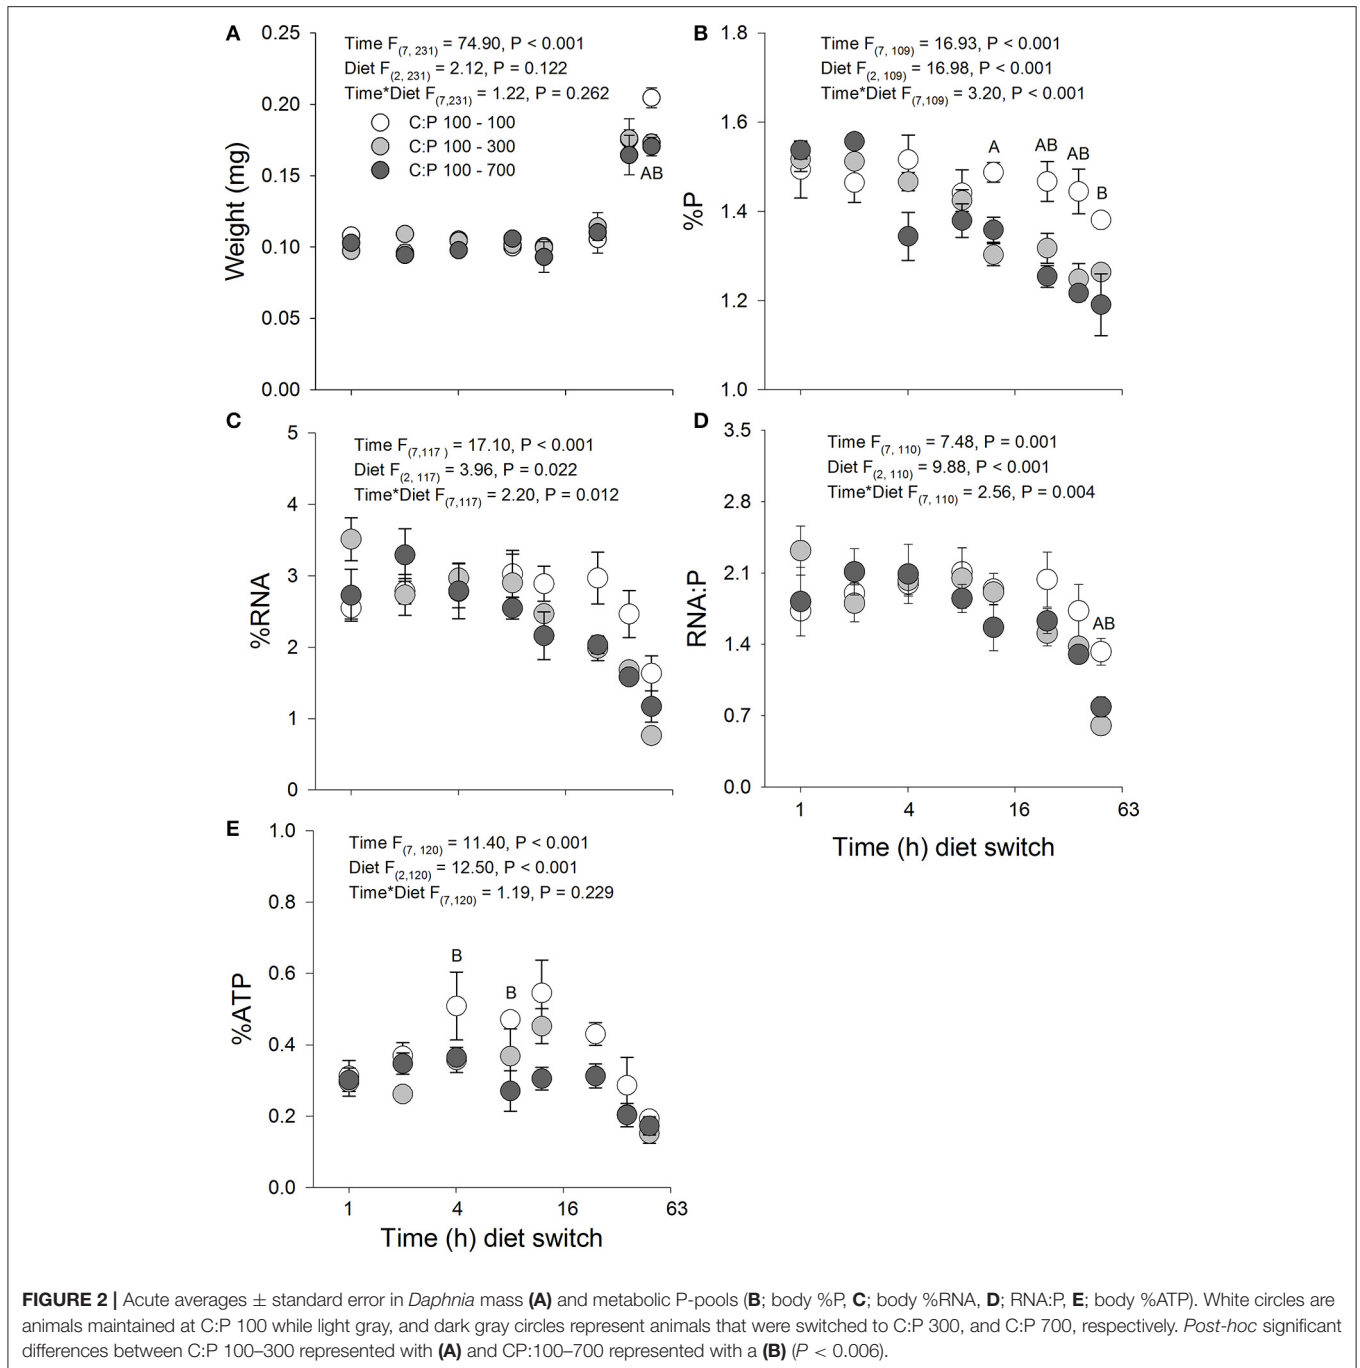 A
0.25
0.20
0.15
0.10
0.05
0.00
Weight (mg)
Time F(7, 231) = 74.90, P < 0.001
Diet F(2, 231) = 2.12, P = 0.122
Time*Diet F(7,231) = 1.22, P = 0.262
C:P 100 - 100
C:P 100 - 300
C:P 100 - 700
AB
B
1.8
1.6
1.4
1.2
1.0
%P
Time F(7, 109) = 16.93, P < 0.001
Diet F(2, 109) = 16.98, P < 0.001
Time*Diet F(7,109) = 3.20, P < 0.001
A
AB
AB
B
C
5
4
3
2
1
0
%RNA
Time F(7,117 ) = 17.10, P < 0.001
Diet F(2, 117) = 3.96, P = 0.022
Time*Diet F(7,117) = 2.20, P = 0.012
D
3.5
2.8
2.1
1.4
0.7
0.0
RNA:P
Time F(7, 110) = 7.48, P = 0.001
Diet F(2, 110) = 9.88, P < 0.001
Time*Diet F(7, 110) = 2.56, P = 0.004
AB
1 4 16 63
Time (h) diet switch
E
1.0
0.8
0.6
0.4
0.2
0.0
%ATP
Time F(7, 120) = 11.40, P < 0.001
Diet F(2,120) = 12.50, P < 0.001
Time*Diet F(7,120) = 1.19, P = 0.229
B
B
1 4 16 63
Time (h) diet switch
FIGURE 2 | Acute averages ± standard error in Daphnia mass (A) and metabolic P-pools (B; body %P, C; body %RNA, D; RNA:P, E; body %ATP). White circles are
animals maintained at C:P 100 while light gray, and dark gray circles represent animals that were switched to C:P 300, and C:P 700, respectively. Post-hoc significant
differences between C:P 100–300 represented with (A) and CP:100–700 represented with a (B) (P < 0.006).